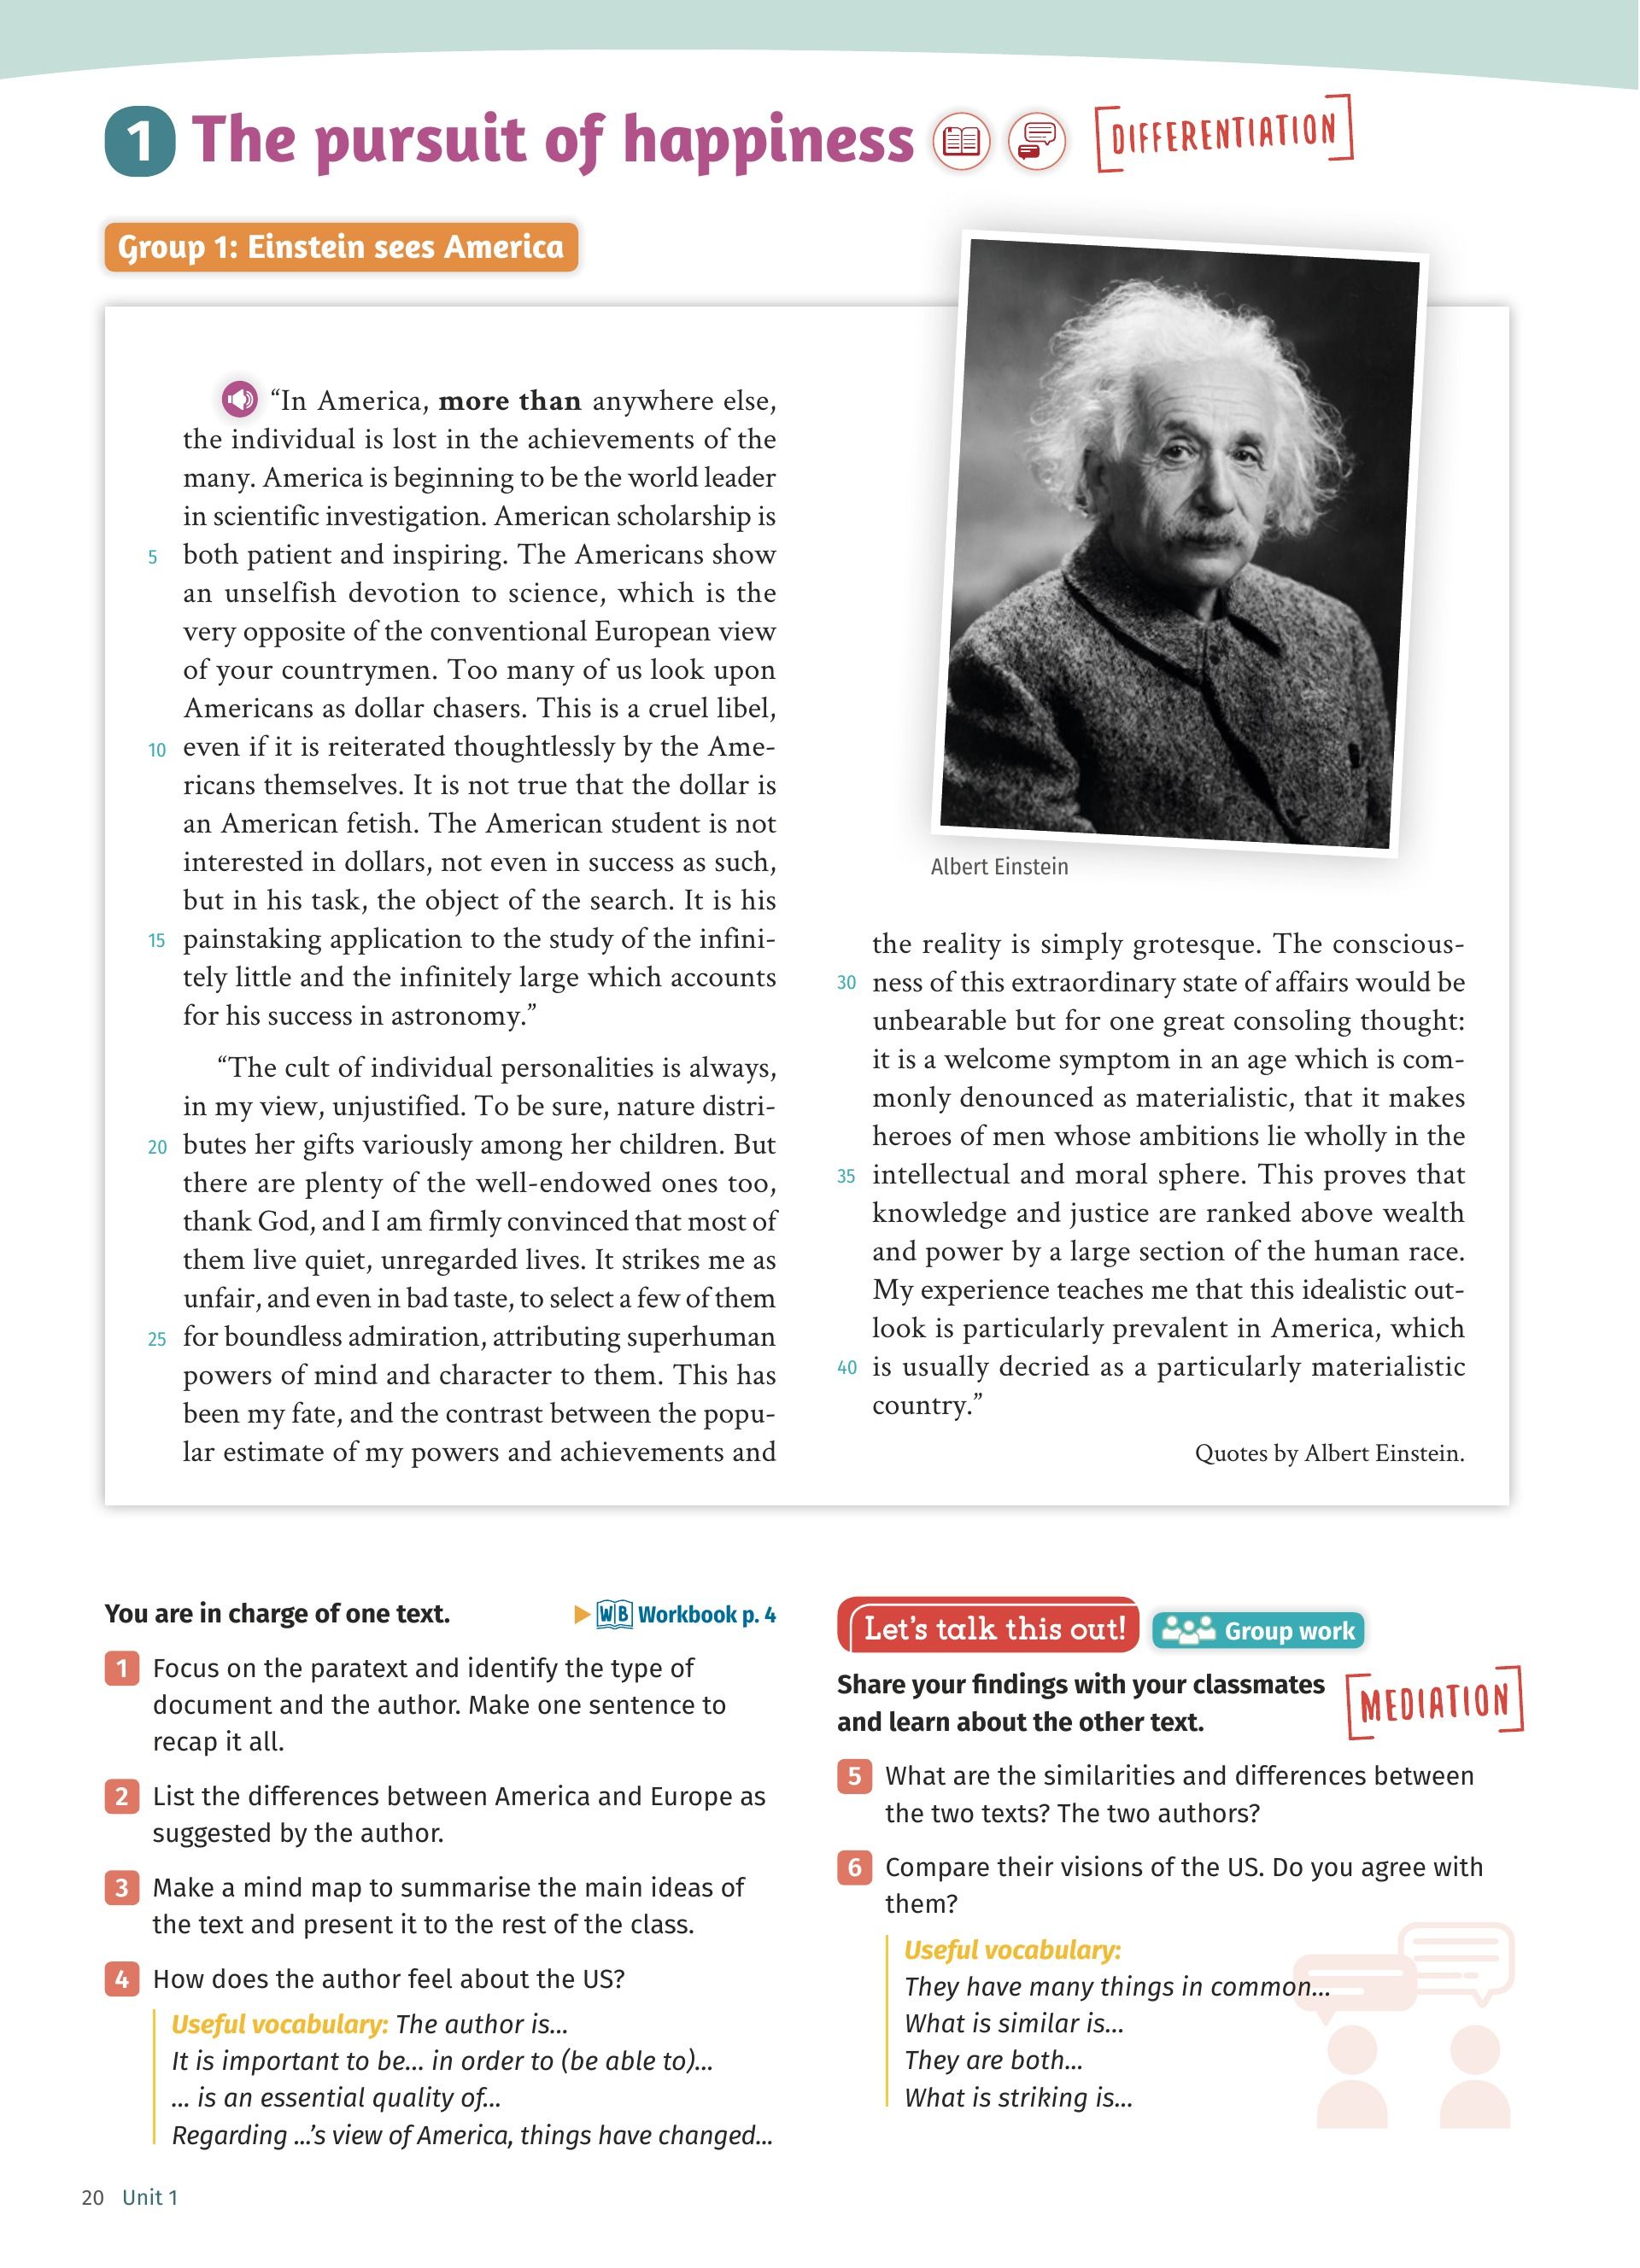 1 The pursuit of happiness
DIFFERENTIATION
Group 1: Einstein sees America
“In America, more than anywhere else,
the individual is lost in the achievements of the
many. America is beginning to be the world leader
in scientific investigation. American scholarship is
5 both patient and inspiring. The Americans show
an unselfish devotion to science, which is the
very opposite of the conventional European view
of your countrymen. Too many of us look upon
Americans as dollar chasers. This is a cruel libel,
10 even if it is reiterated thoughtlessly by the Ame-
ricans themselves. It is not true that the dollar is
an American fetish. The American student is not
interested in dollars, not even in success as such,
but in his task, the object of the search. It is his
15 painstaking application to the study of the infini-
tely little and the infinitely large which accounts
for his success in astronomy.”
“The cult of individual personalities is always,
in my view, unjustified. To be sure, nature distri-
20 butes her gifts variously among her children. But
there are plenty of the well-endowed ones too,
thank God, and I am firmly convinced that most of
them live quiet, unregarded lives. It strikes me as
unfair, and even in bad taste, to select a few of them
25 for boundless admiration, attributing superhuman
powers of mind and character to them. This has
been my fate, and the contrast between the popu-
lar estimate of my powers and achievements and
Albert Einstein
the reality is simply grotesque. The conscious-
30 ness of this extraordinary state of affairs would be
unbearable but for one great consoling thought:
it is a welcome symptom in an age which is com-
monly denounced as materialistic, that it makes
heroes of men whose ambitions lie wholly in the
35 intellectual and moral sphere. This proves that
knowledge and justice are ranked above wealth
and power by a large section of the human race.
My experience teaches me that this idealistic out-
look is particularly prevalent in America, which
40 is usually decried as a particularly materialistic
country.”
Quotes by Albert Einstein.
You are in charge of one text.
WB Workbook p. 4
1 Focus on the paratext and identify the type of
document and the author. Make one sentence to
recap it all.
2 List the differences between America and Europe as
suggested by the author.
3 Make a mind map to summarise the main ideas of
the text and present it to the rest of the class.
4 How does the author feel about the US?
Useful vocabulary: The author is...
It is important to be... in order to (be able to)...
... is an essential quality of...
Regarding ...’s view of America, things have changed...
Let’s talk this out!
Group work
Share your findings with your classmates
and learn about the other text.
MEDIATION
5 What are the similarities and differences between
the two texts? The two authors?
6 Compare their visions of the US. Do you agree with
them?
Useful vocabulary:
They have many things in common...
What is similar is...
They are both...
What is striking is...
20 Unit 1